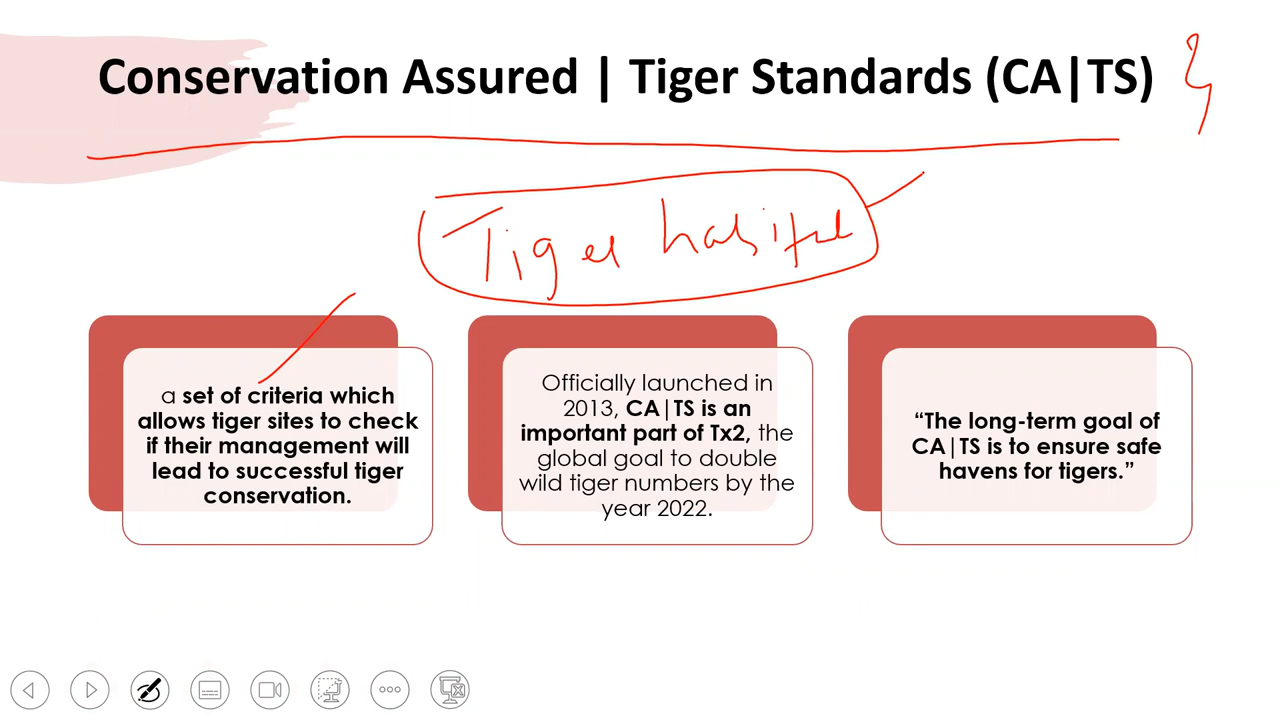 Conservation Assured | Tiger Standards (CA|TS)
Tiger habitat
a set of criteria which
allows tiger sites to check
if their management will
lead to successful tiger
conservation.
Officially launched in
2013, CA|TS is an
important part of Tx2, the
global goal to double
wild tiger numbers by the
year 2022.
“The long-term goal of
CA|TS is to ensure safe
havens for tigers.”